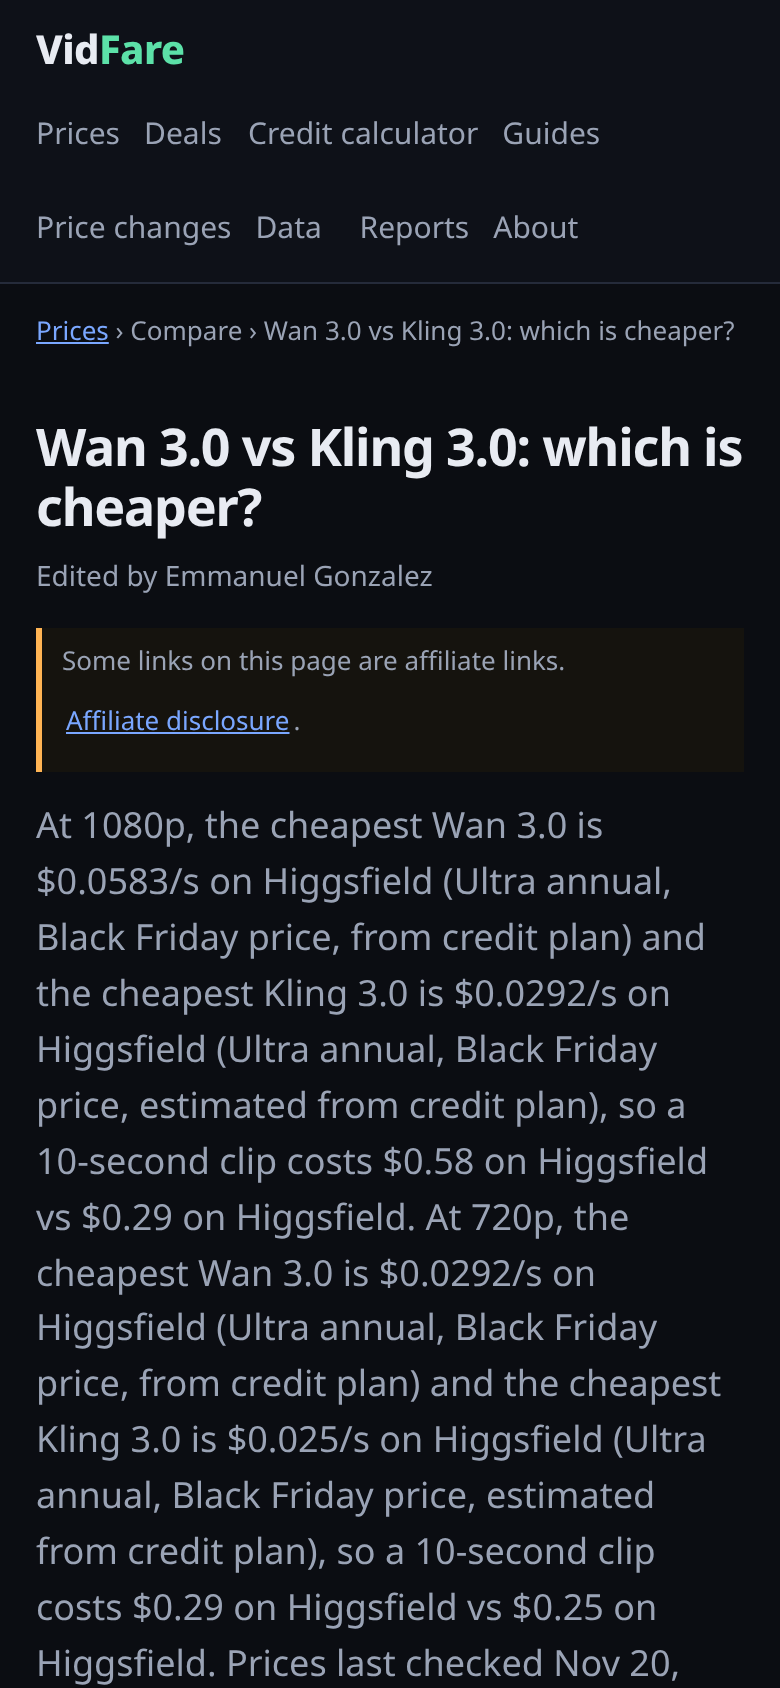 VidFare
Prices Deals Credit calculator Guides
Price changes Data Reports About
Prices › Compare › Wan 3.0 vs Kling 3.0: which is cheaper?
Wan 3.0 vs Kling 3.0: which is
cheaper?
Edited by Emmanuel Gonzalez
Some links on this page are affiliate links.
Affiliate disclosure.
At 1080p, the cheapest Wan 3.0 is
$0.0583/s on Higgsfield (Ultra annual,
Black Friday price, from credit plan) and
the cheapest Kling 3.0 is $0.0292/s on
Higgsfield (Ultra annual, Black Friday
price, estimated from credit plan), so a
10-second clip costs $0.58 on Higgsfield
vs $0.29 on Higgsfield. At 720p, the
cheapest Wan 3.0 is $0.0292/s on
Higgsfield (Ultra annual, Black Friday
price, from credit plan) and the cheapest
Kling 3.0 is $0.025/s on Higgsfield (Ultra
annual, Black Friday price, estimated
from credit plan), so a 10-second clip
costs $0.29 on Higgsfield vs $0.25 on
Higgsfield. Prices last checked Nov 20,